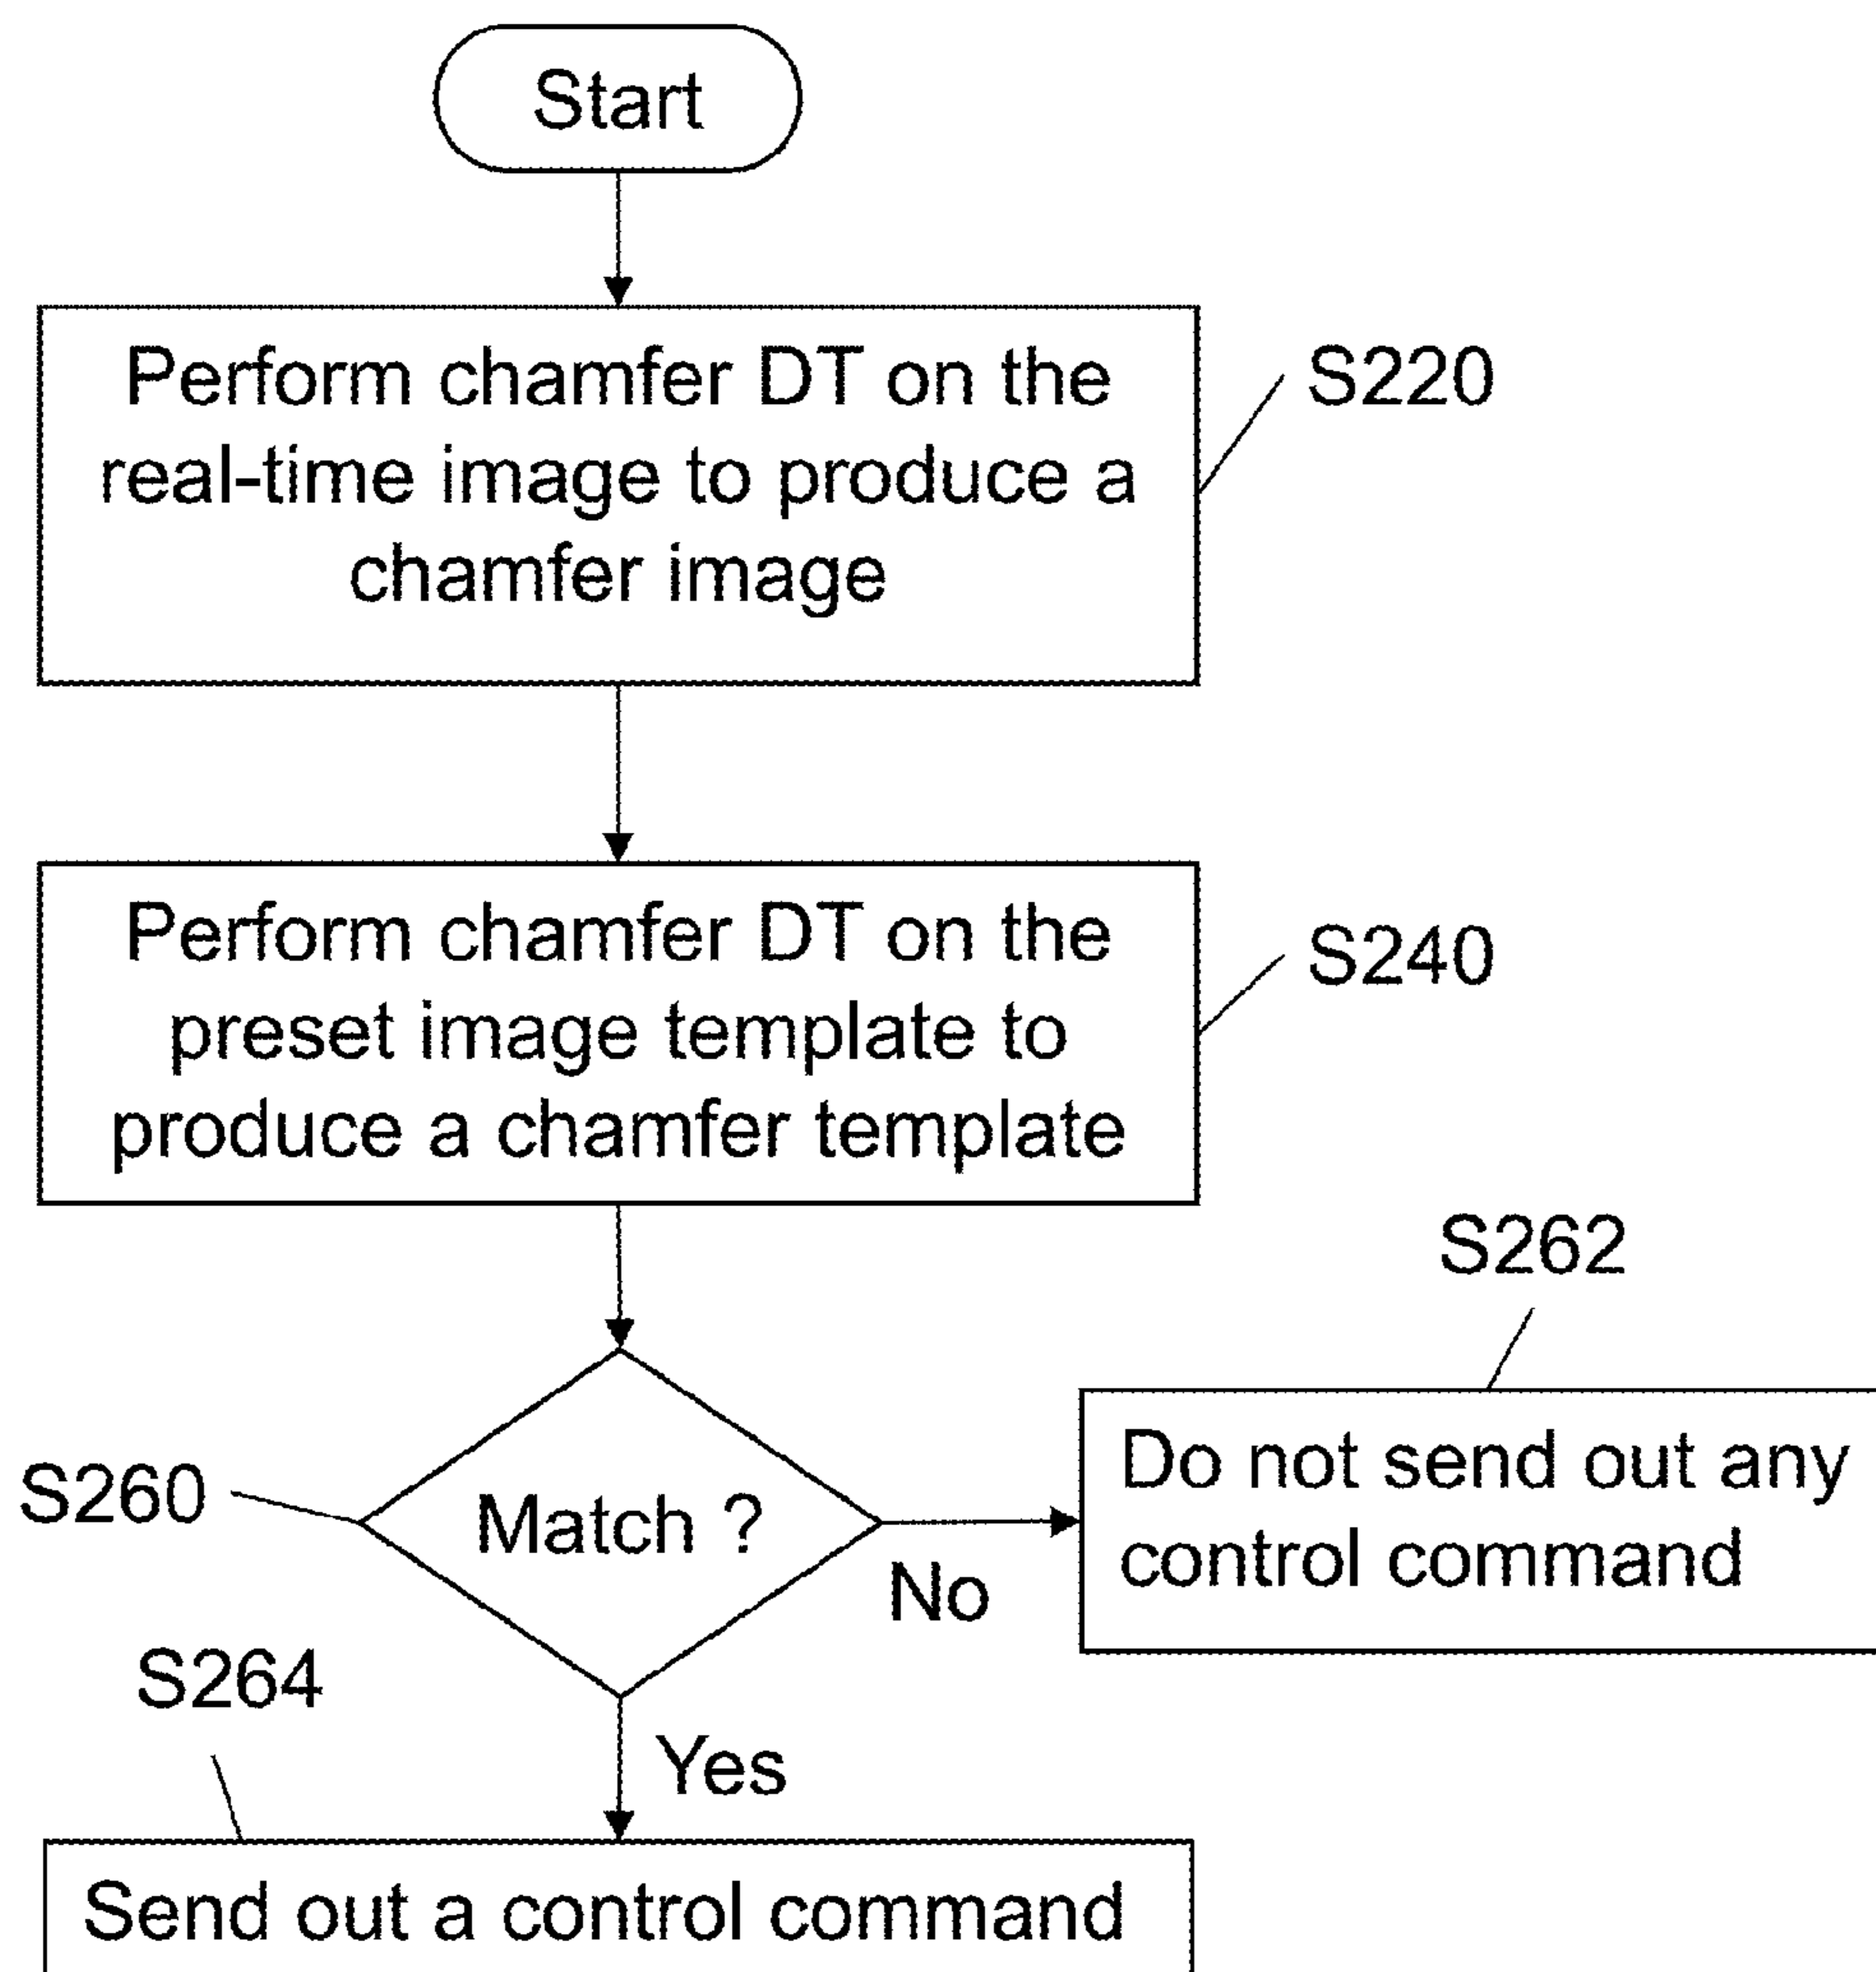 Start
Perform chamfer DT on the
real-time image to produce a
chamfer image
S220
Perform chamfer DT on the
preset image template to
produce a chamfer template
S240
S262
Do not send out any
control command
S260
Match ?
No
S264
Yes
Send out a control command